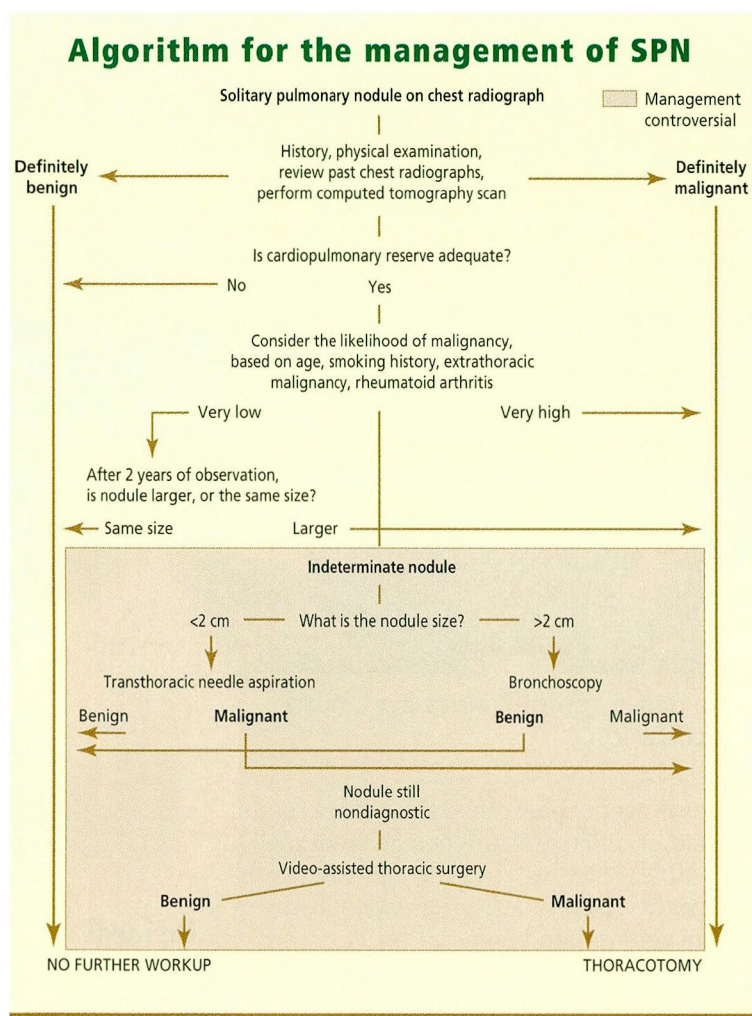 Algorithm for the management of SPN
Solitary pulmonary nodule on chest radiograph
Management
controversial
History, physical examination,
review past chest radiographs,
perform computed tomography scan
Definitely
benign
Definitely
malignant
Is cardiopulmonary reserve adequate?
No
Yes
Consider the likelihood of malignancy,
based on age, smoking history, extrathoracic
malignancy, rheumatoid arthritis
Very low
Very high
After 2 years of observation,
is nodule larger, or the same size?
Same size
Larger
Indeterminate nodule
<2 cm
What is the nodule size?
>2 cm
Transthoracic needle aspiration
Bronchoscopy
Benign
Malignant
Benign
Malignant
Nodule still
nondiagnostic
Video-assisted thoracic surgery
Benign
Malignant
NO FURTHER WORKUP
THORACOTOMY